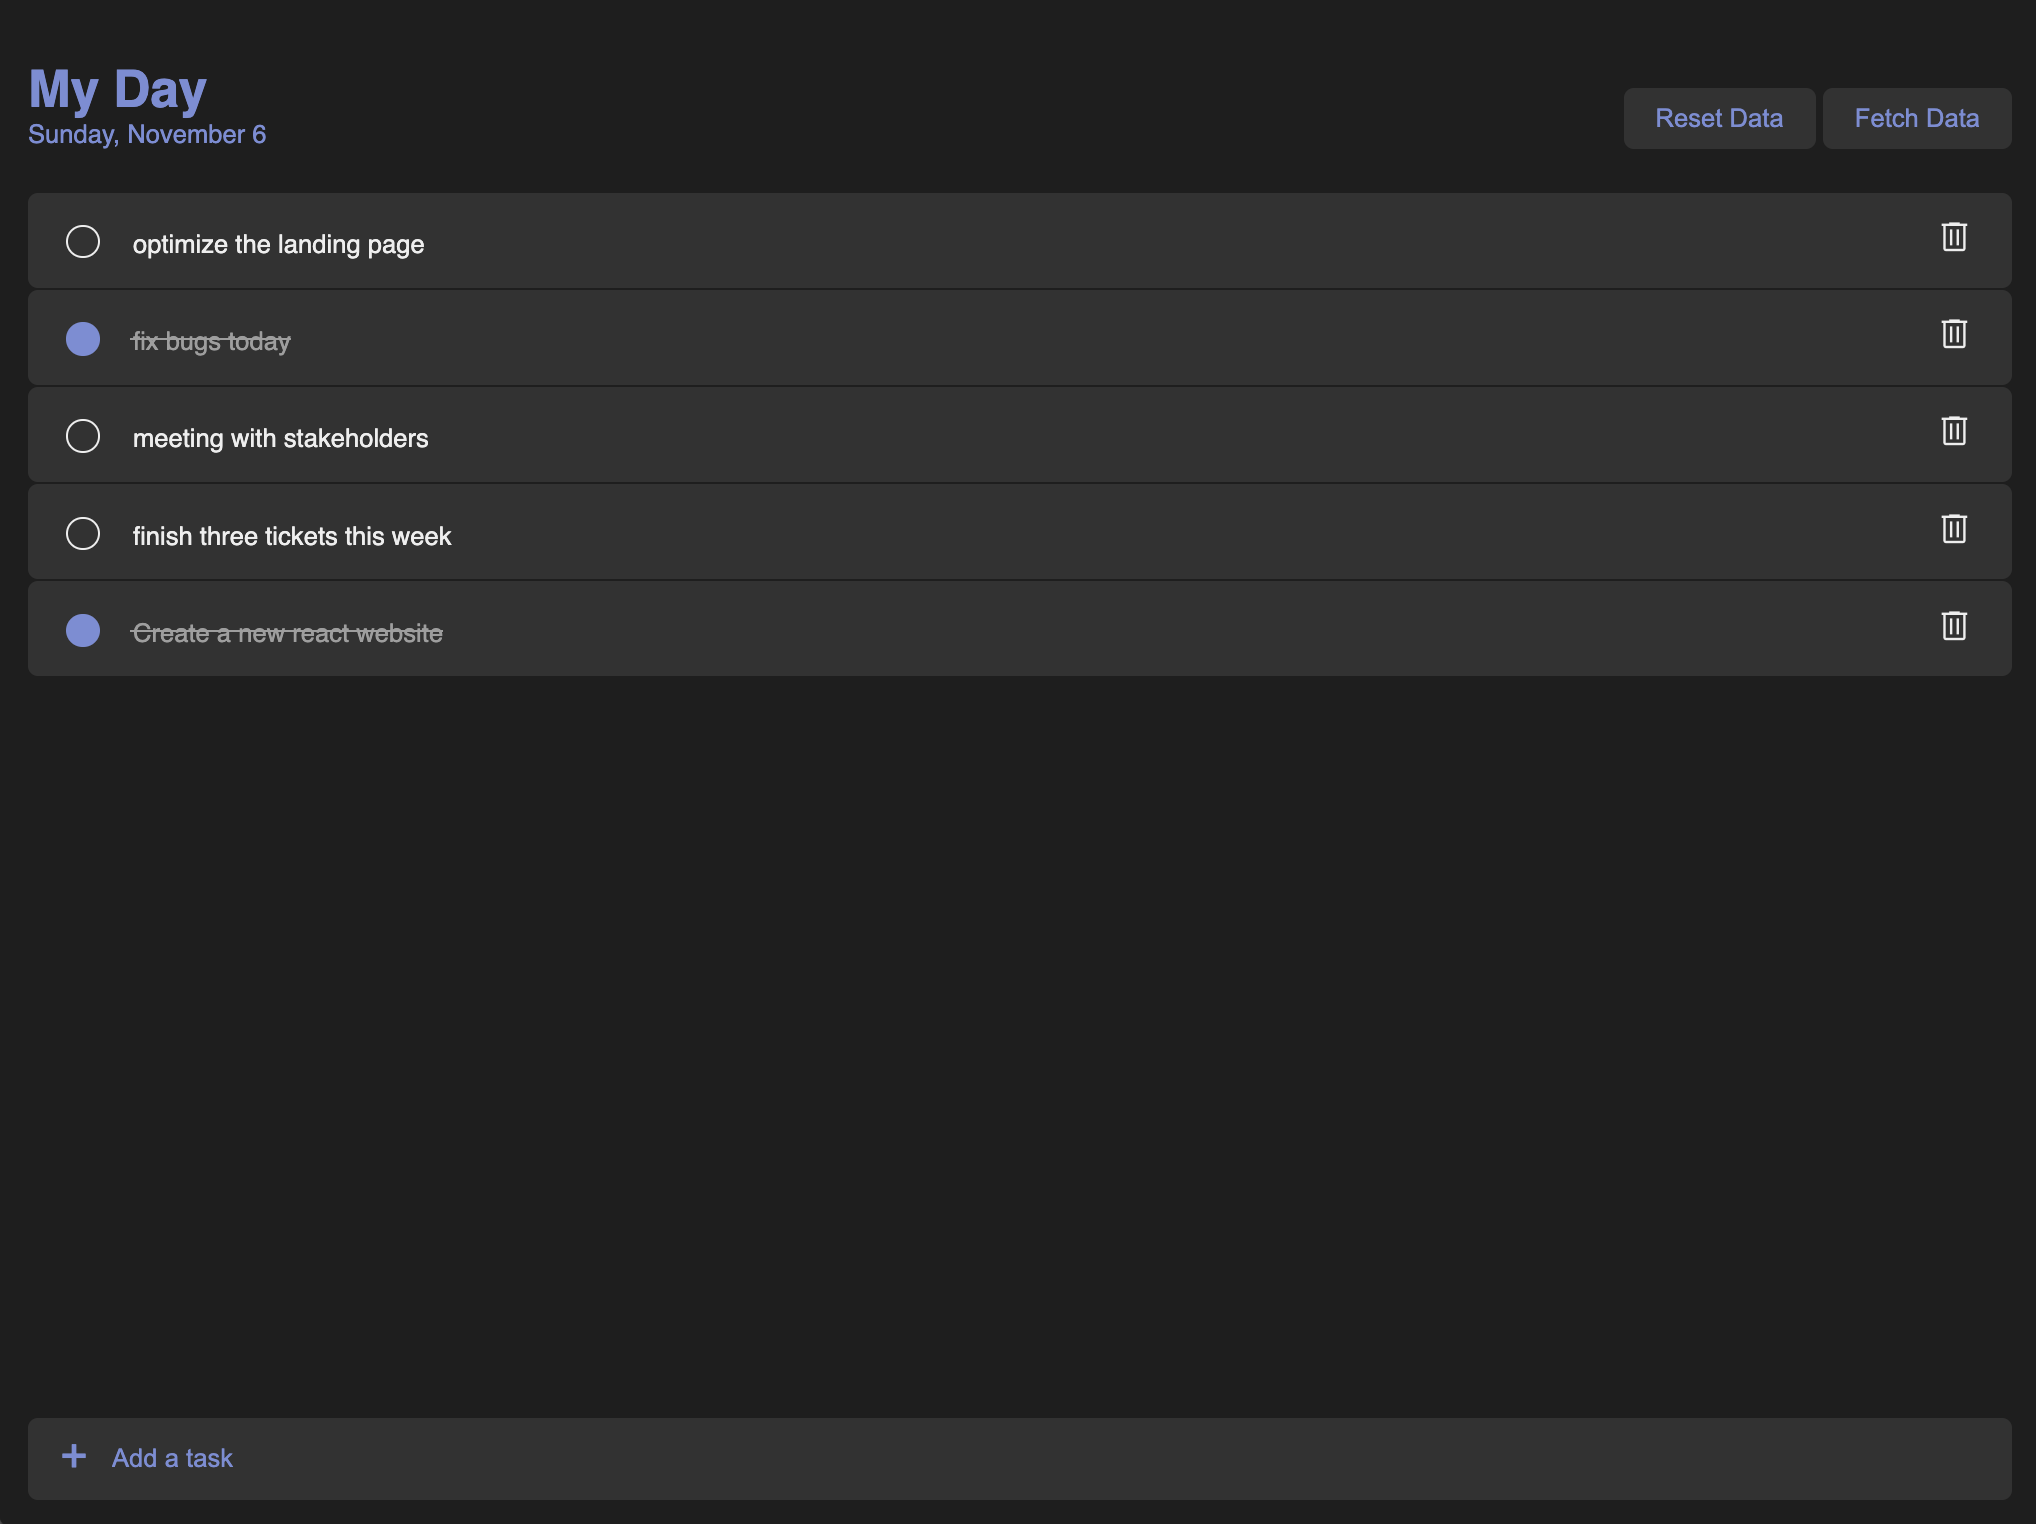 My Day
Sunday, November 6
Reset Data
Fetch Data
optimize the landing page
fix bugs today
meeting with stakeholders
finish three tickets this week
Create a new react website
Add a task